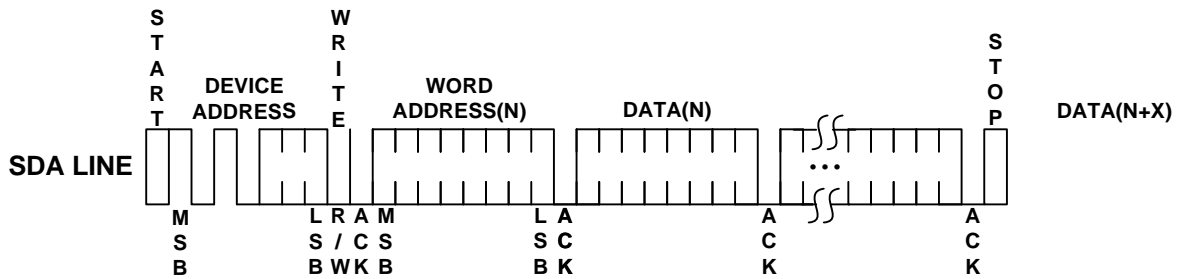 START
WRITE
STOP
DEVICE
ADDRESS
WORD
ADDRESS(N)
DATA(N)
DATA(N+X)
SDA LINE
...
MSB
LSB
R/W
ACK
MSB
LSB
ACK
ACK
ACK